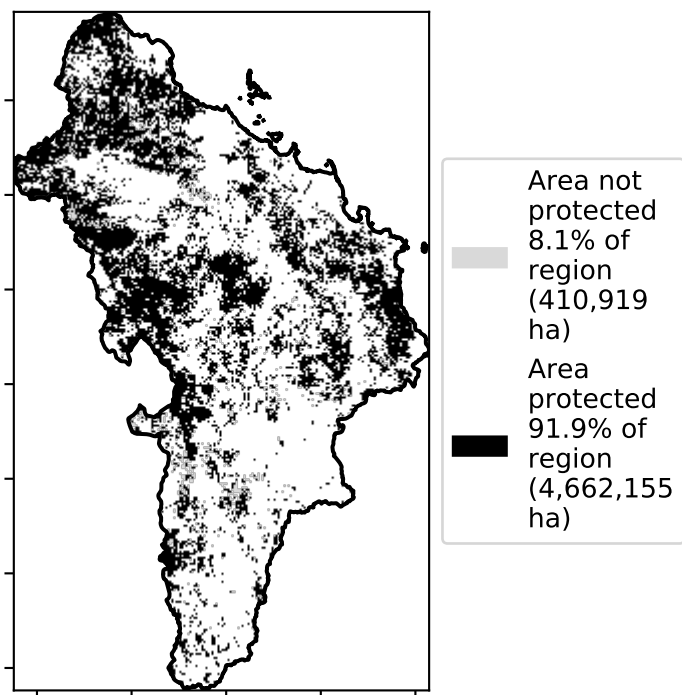 Area not
protected
8.1% of
region
(410,919
ha)
Area
protected
91.9% of
region
(4,662,155
ha)